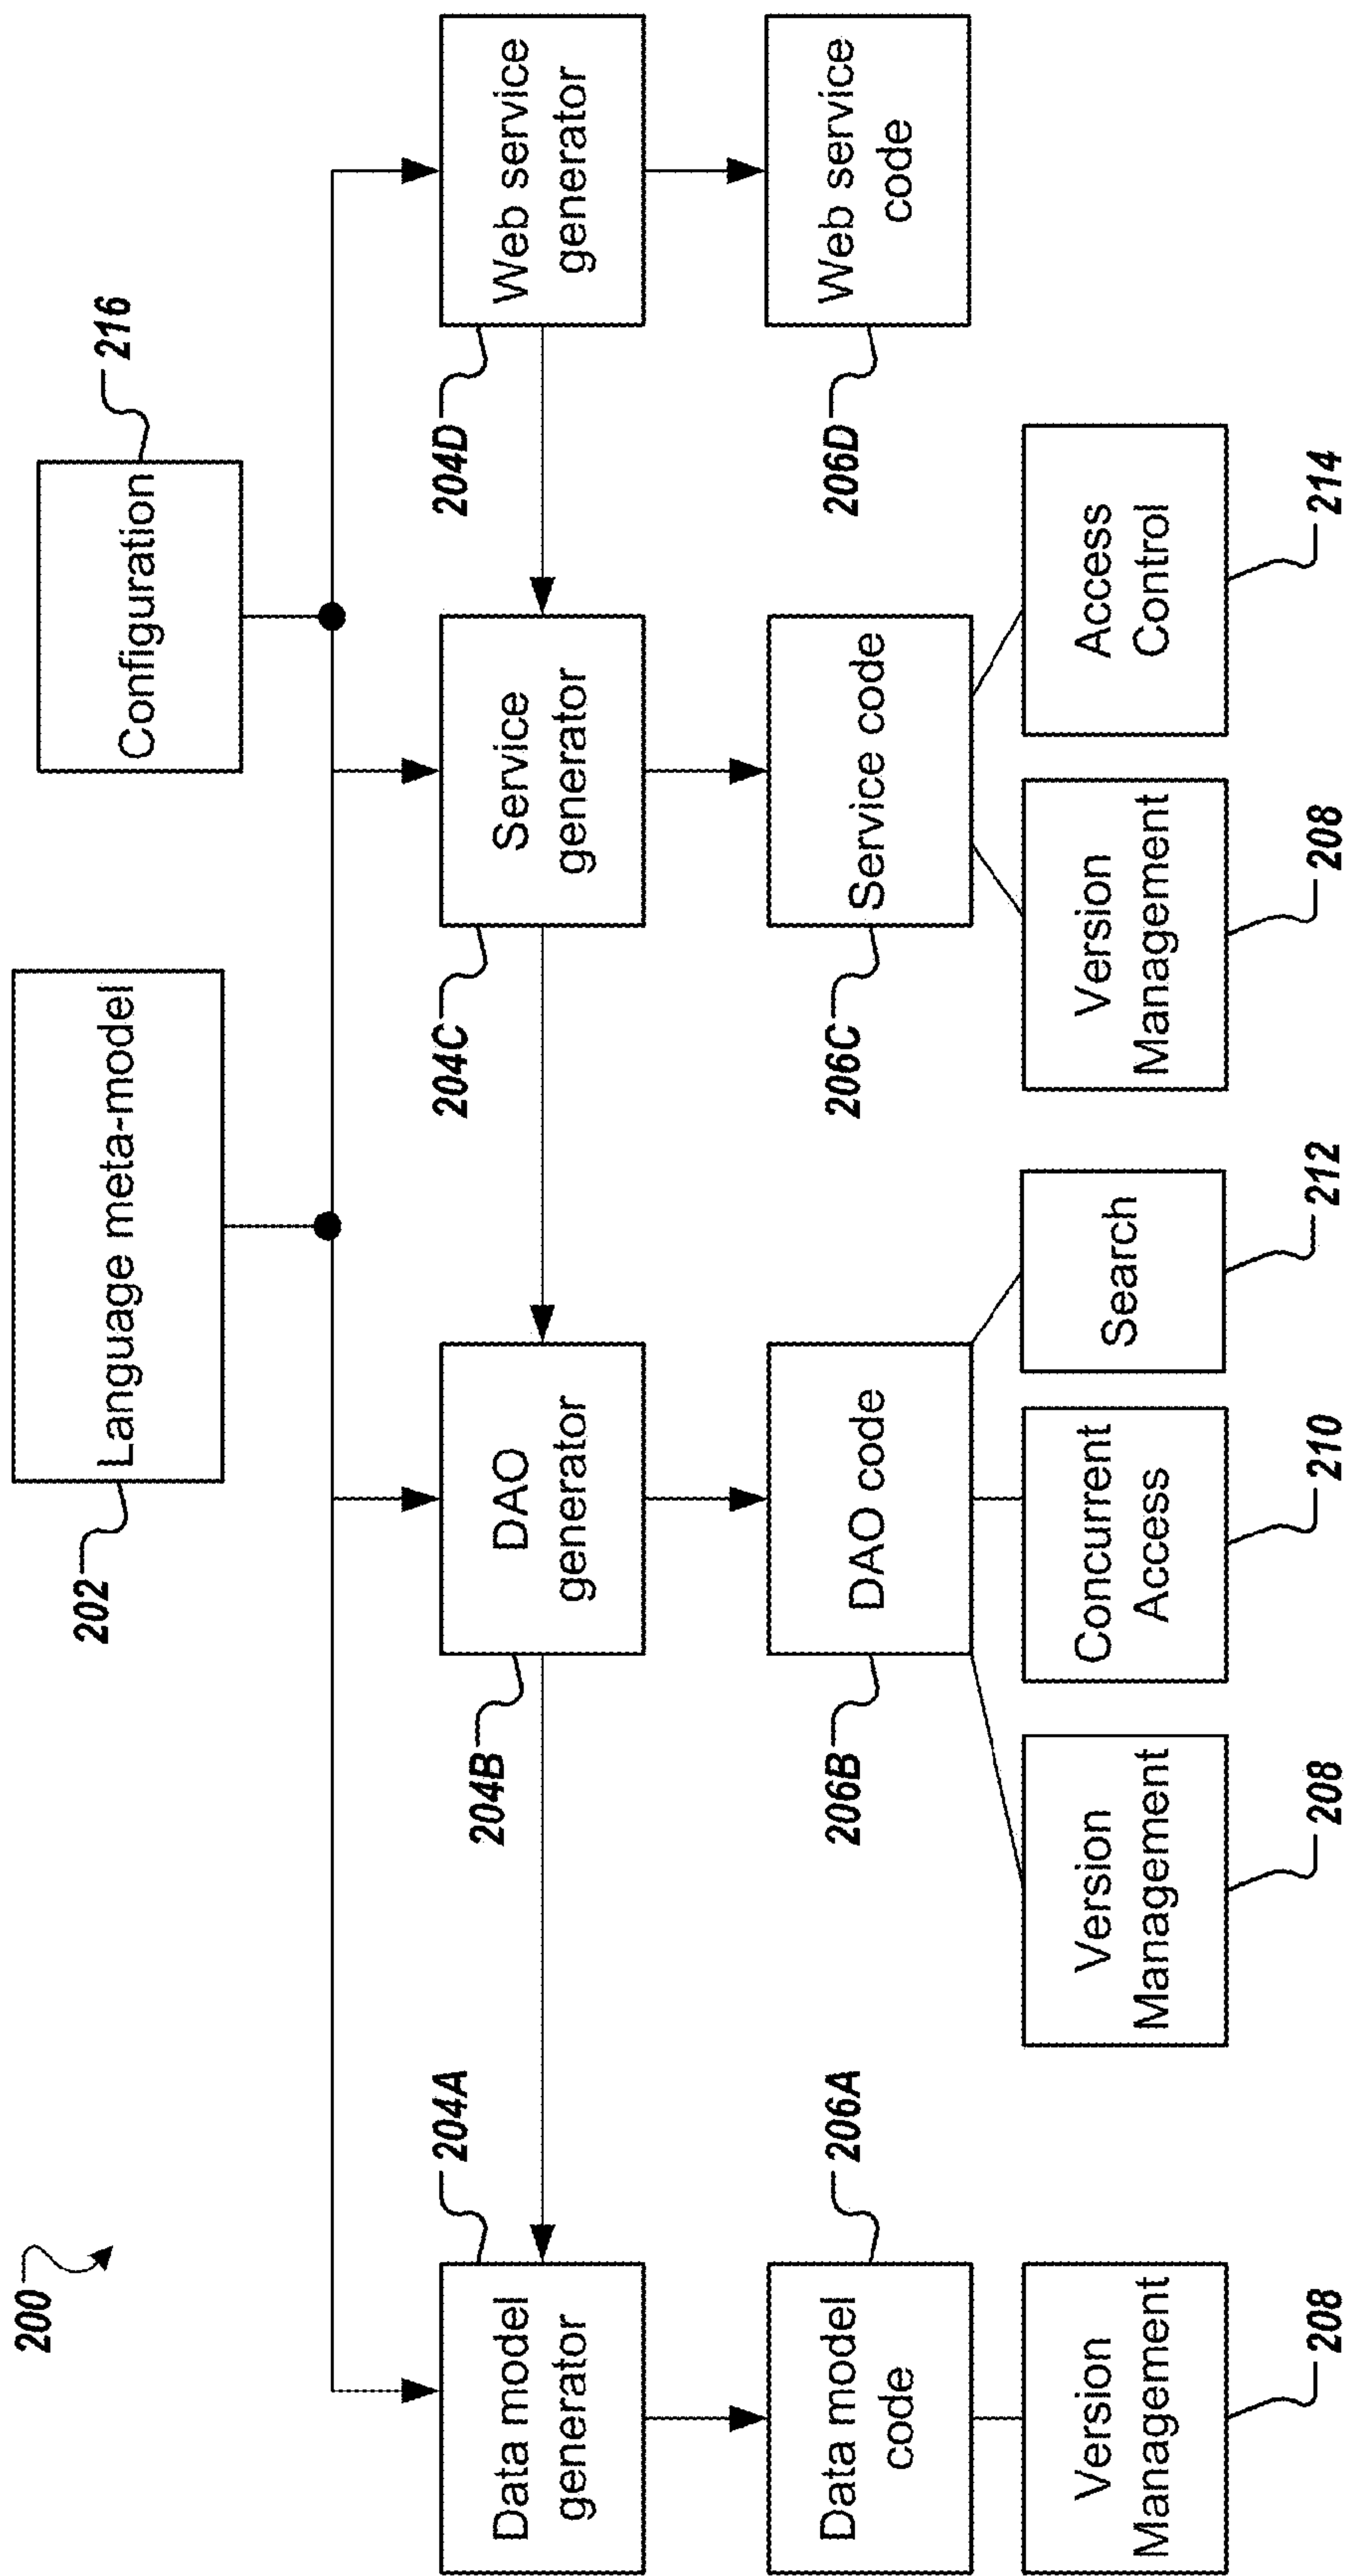 200
202
Language meta-model
Configuration
216
204A
Data model
generator
204B
DAO
generator
204C
Service
generator
204D
Web service
generator
206A
Data model
code
206B
DAO code
206C
Service code
206D
Web service
code
Version
Management
208
Version
Management
208
Concurrent
Access
210
Search
212
Version
Management
208
Access
Control
214